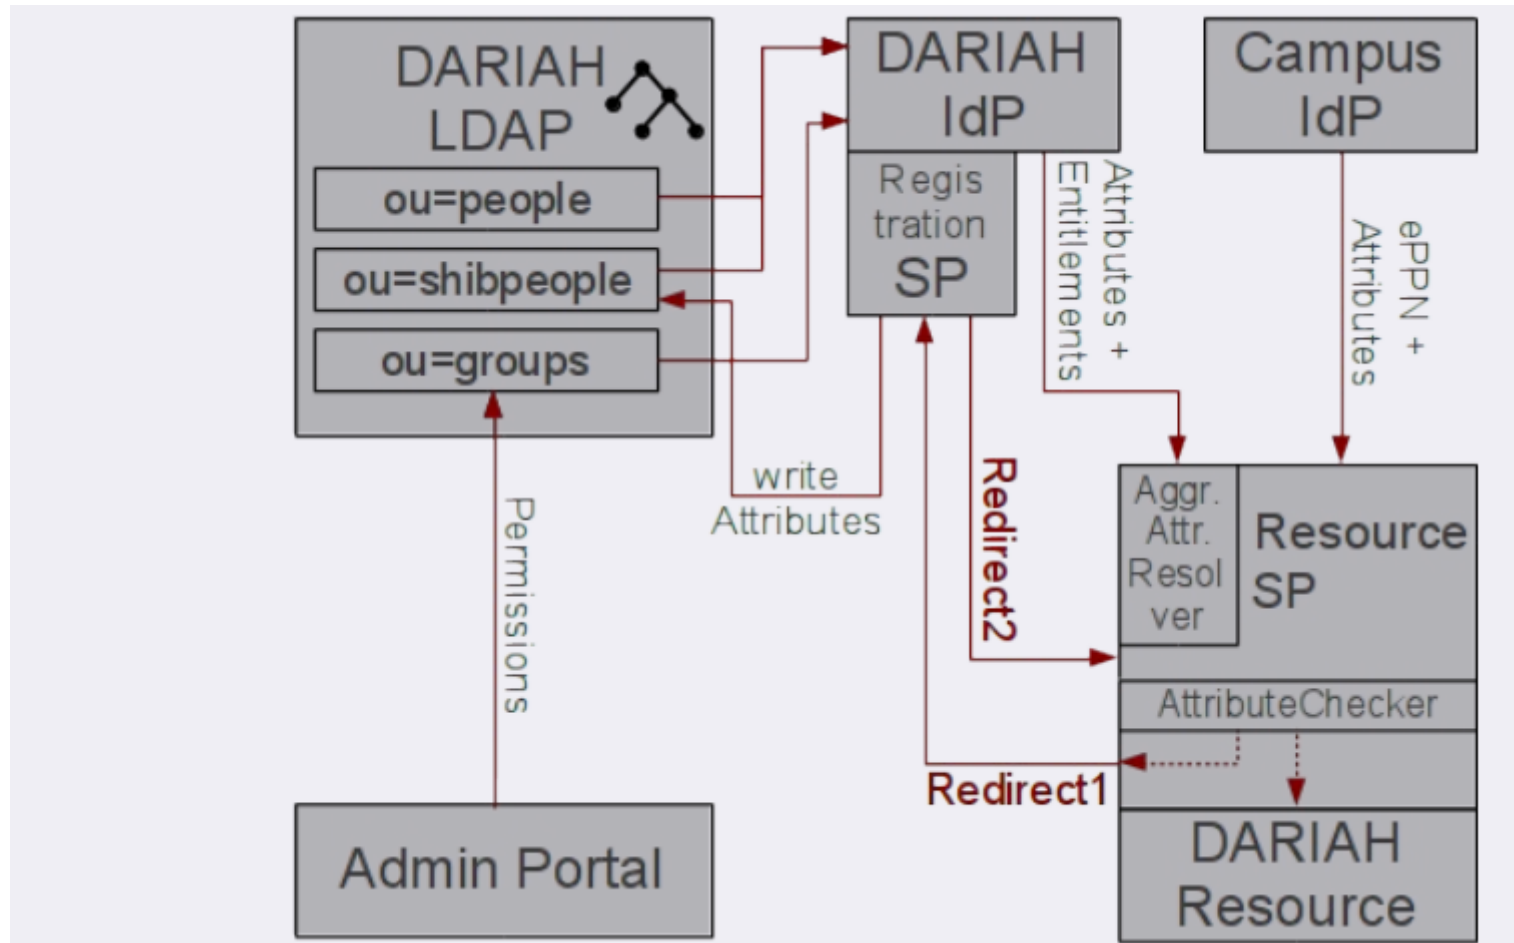 DARIAH
LDAP
ou=people
ou=shibpeople
ou=groups
DARIAH
IdP
Regis
tration
SP
Campus
IdP
Attributes +
Entitlements
ePPN +
Attributes
write
Attributes
Redirect2
Permissions
Aggr.
Attr.
Resol
ver
Resource
SP
AttributeChecker
Redirect1
Admin Portal
DARIAH
Resource